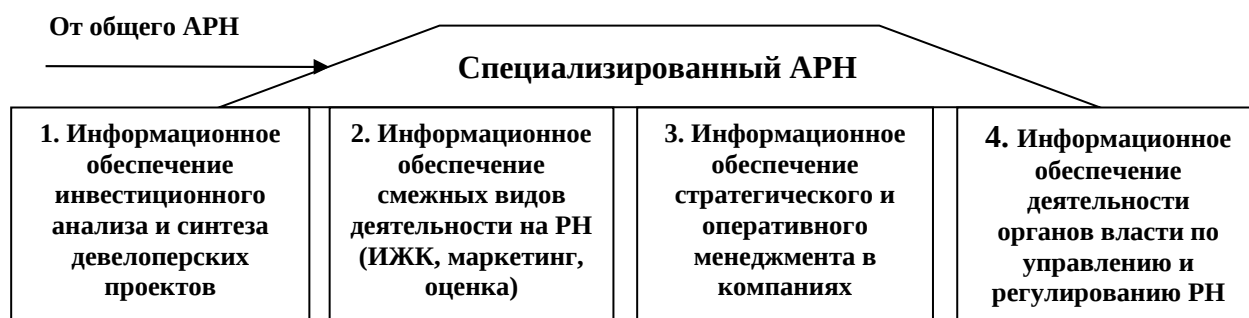 От общего АРН
Специализированный АРН
1. Информационное
обеспечение
инвестиционного
анализа и синтеза
девелоперских
проектов
2. Информационное
обеспечение
смежных видов
деятельности на РН
(ИЖК, маркетинг,
оценка)
3. Информационное
обеспечение
стратегического и
оперативного
менеджмента в
компаниях
4. Информационное
обеспечение
деятельности
органов власти по
управлению и
регулированию РН